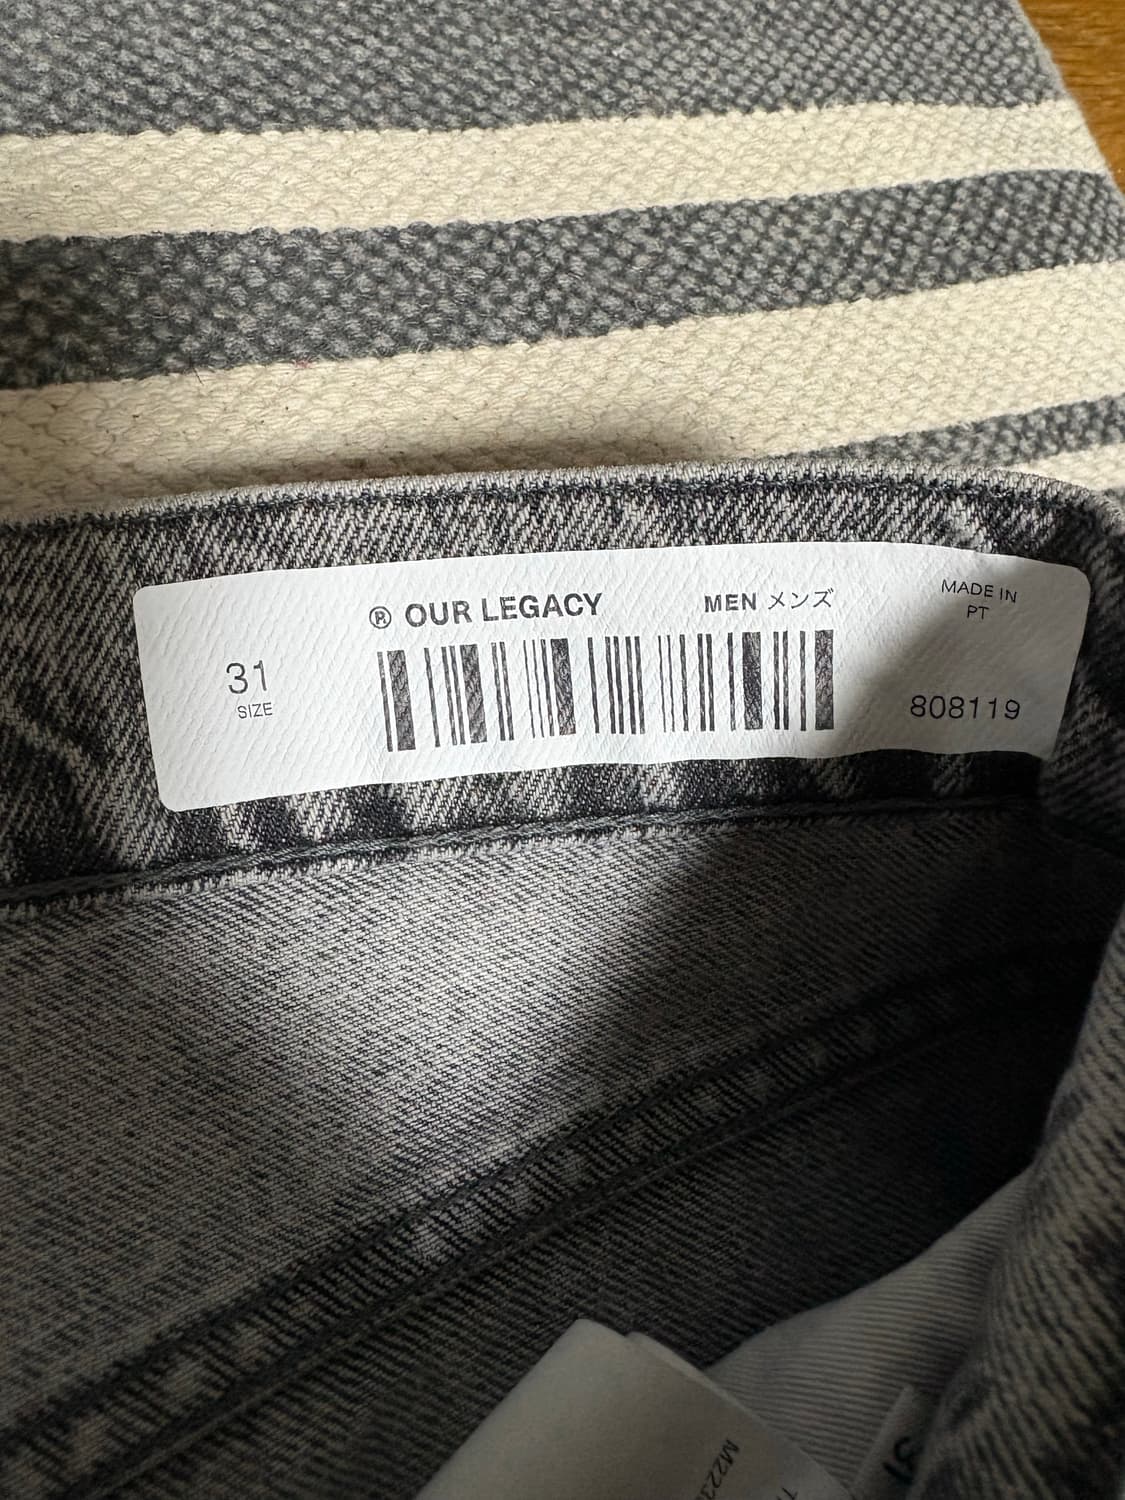 ® OUR LEGACY
MEN メンズ
MADE IN
PT
31
SIZE
808119